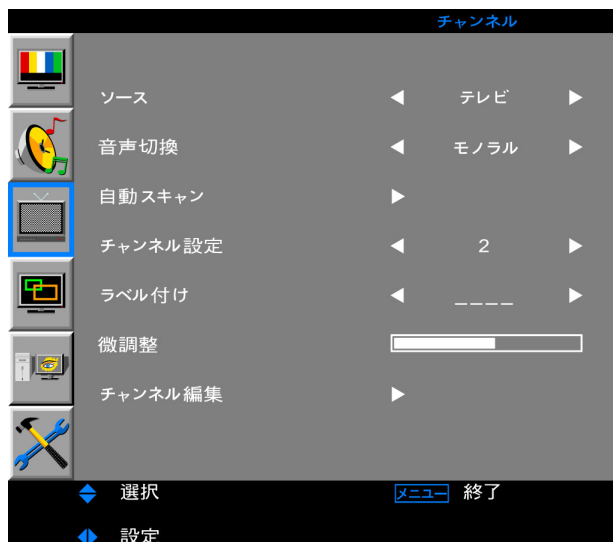 チャンネル
ソース テレビ
音声切換 モノラル
自動スキャン
チャンネル設定 2
ラベル付け ____
微調整
チャンネル編集
選択 メニュー 終了
設定